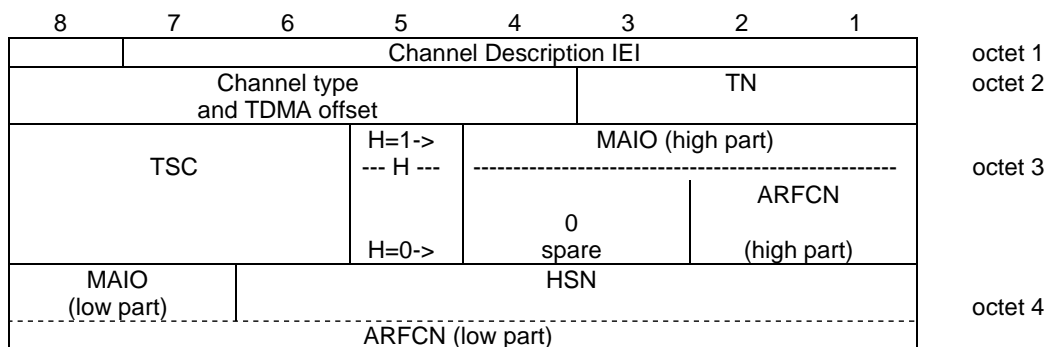 8 7 6 5 4 3 2 1
Channel Description IEI octet 1
Channel type TN octet 2
and TDMA offset
H=1-> MAIO (high part)
TSC --- H --- ------------------------------------------------------- octet 3
ARFCN
0
H=0-> spare (high part)
MAIO HSN
(low part) octet 4
ARFCN (low part)